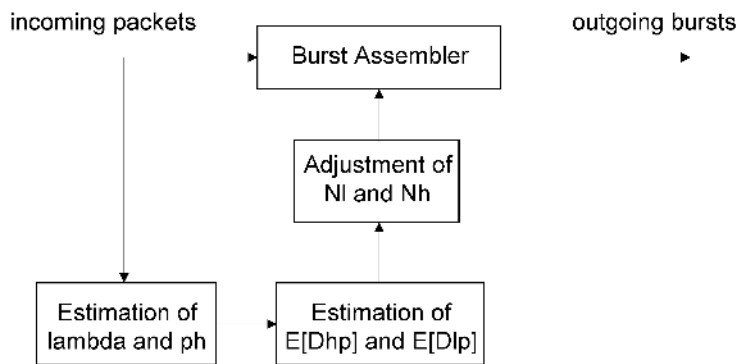 incoming packets
outgoing bursts
Burst Assembler
Adjustment of
Nl and Nh
Estimation of
lambda and ph
Estimation of
E[Dhp] and E[Dlp]